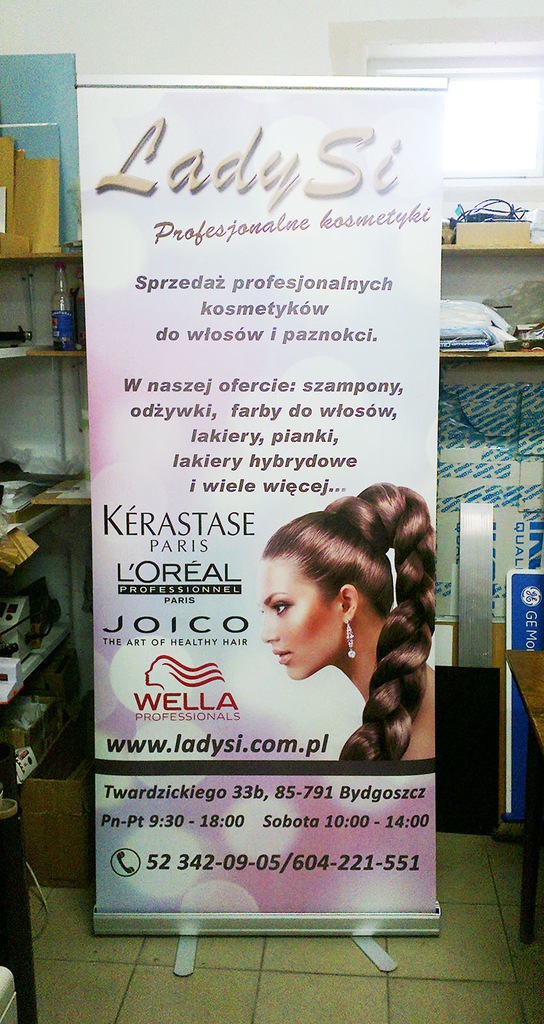 LadySi
Profesjonalne kosmetyki
Sprzedaż profesjonalnych
kosmetyków
do włosów i paznokci.
W naszej ofercie: szampony,
odżywki, farby do włosów,
lakiery, pianki,
lakiery hybrydowe
i wiele więcej...
KÉRASTASE
PARIS
L'ORÉAL
PROFESSIONNEL
PARIS
JOICO
THE ART OF HEALTHY HAIR
WELLA
PROFESSIONALS
www.ladysi.com.pl
Twardzickiego 33b, 85-791 Bydgoszcz
Pn-Pt 9:30 - 18:00 Sobota 10:00 - 14:00
52 342-09-05/604-221-551
GE Mo